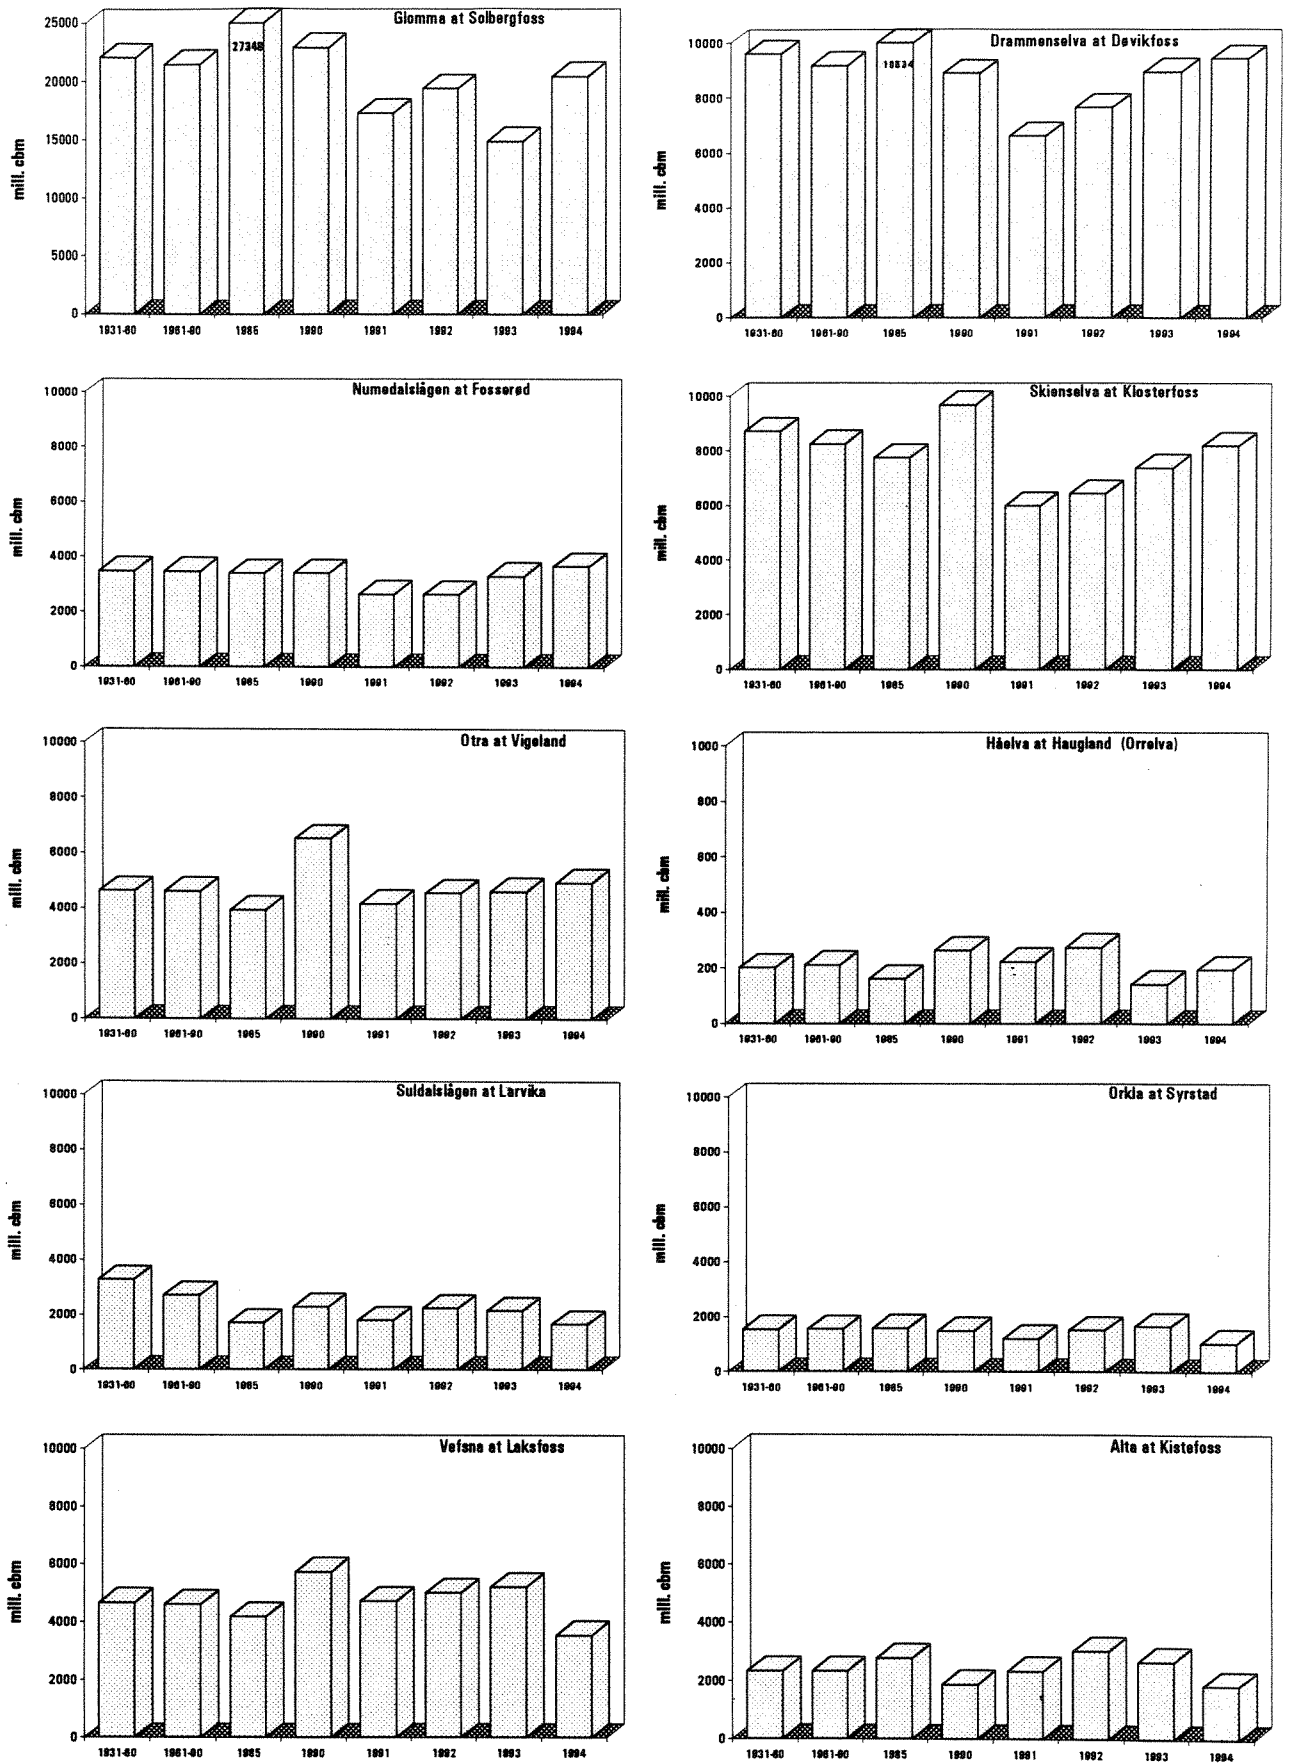 Glomma at Solbergfoss
mill. cbm
25000
20000
15000
10000
5000
0
27348
1931-60 1961-90 1985 1990 1991 1992 1993 1994
Drammenselva at Døvikfoss
mill. cbm
10000
8000
6000
4000
2000
0
1931-60 1961-90 1985 1990 1991 1992 1993 1994
Numedalslågen at Fosserød
mill. cbm
10000
8000
6000
4000
2000
0
1931-60 1961-90 1985 1990 1991 1992 1993 1994
Skienselva at Klosterfoss
mill. cbm
10000
8000
6000
4000
2000
0
1931-60 1961-90 1985 1990 1991 1992 1993 1994
Otra at Vigeland
mill. cbm
10000
8000
6000
4000
2000
0
1931-60 1961-90 1985 1990 1991 1992 1993 1994
Håelva at Haugland (Orrelva)
mill. cbm
1000
800
600
400
200
0
1931-60 1961-90 1985 1990 1991 1992 1993 1994
Suldalslågen at Larvika
mill. cbm
10000
8000
6000
4000
2000
0
1931-60 1961-90 1985 1990 1991 1992 1993 1994
Orkla at Syrstad
mill. cbm
10000
8000
6000
4000
2000
0
1931-60 1961-90 1985 1990 1991 1992 1993 1994
Vefsna at Laksfoss
mill. cbm
10000
8000
6000
4000
2000
0
1931-60 1961-90 1985 1990 1991 1992 1993 1994
Alta at Kistefoss
mill. cbm
10000
8000
6000
4000
2000
0
1931-60 1961-90 1985 1990 1991 1992 1993 1994